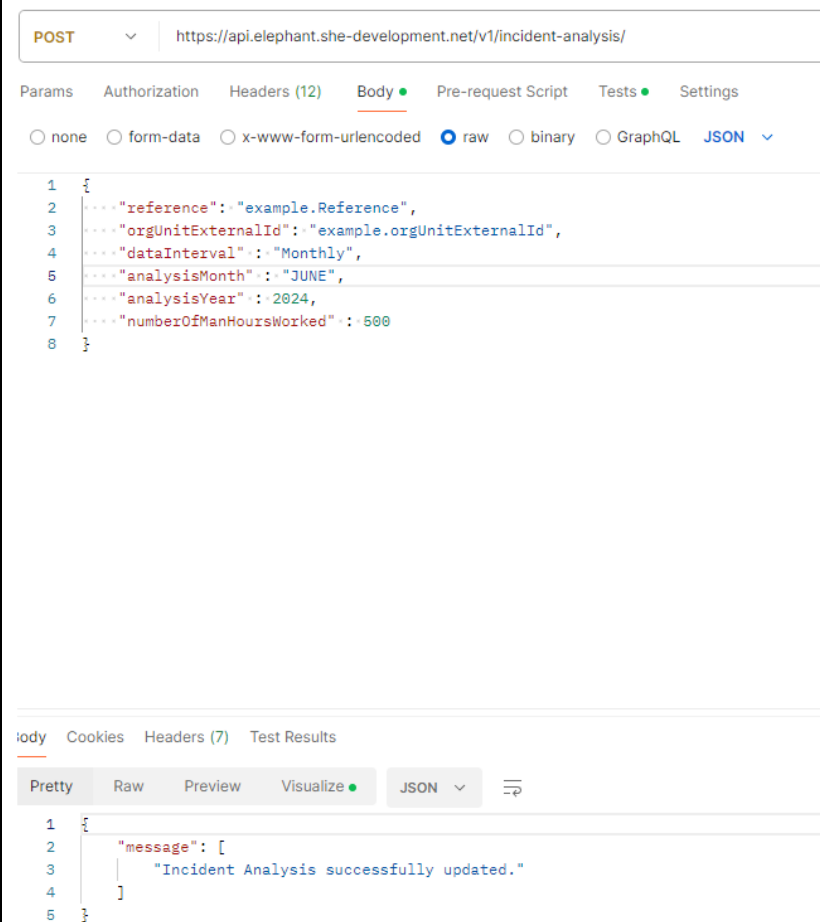 POST https://api.elephant.she-development.net/v1/incident-analysis/
Params Authorization Headers (12) Body Pre-request Script Tests Settings
none form-data x-www-form-urlencoded raw binary GraphQL JSON
1 {
2 "reference": "example.Reference",
3 "orgUnitExternalId": "example.orgUnitExternalId",
4 "dataInterval" : "Monthly",
5 "analysisMonth" : "JUNE",
6 "analysisYear" : 2024,
7 "numberOfManHoursWorked" : 500
8 }
Body Cookies Headers (7) Test Results
Pretty Raw Preview Visualize JSON
1 {
2 "message": [
3 "Incident Analysis successfully updated."
4 ]
5 }